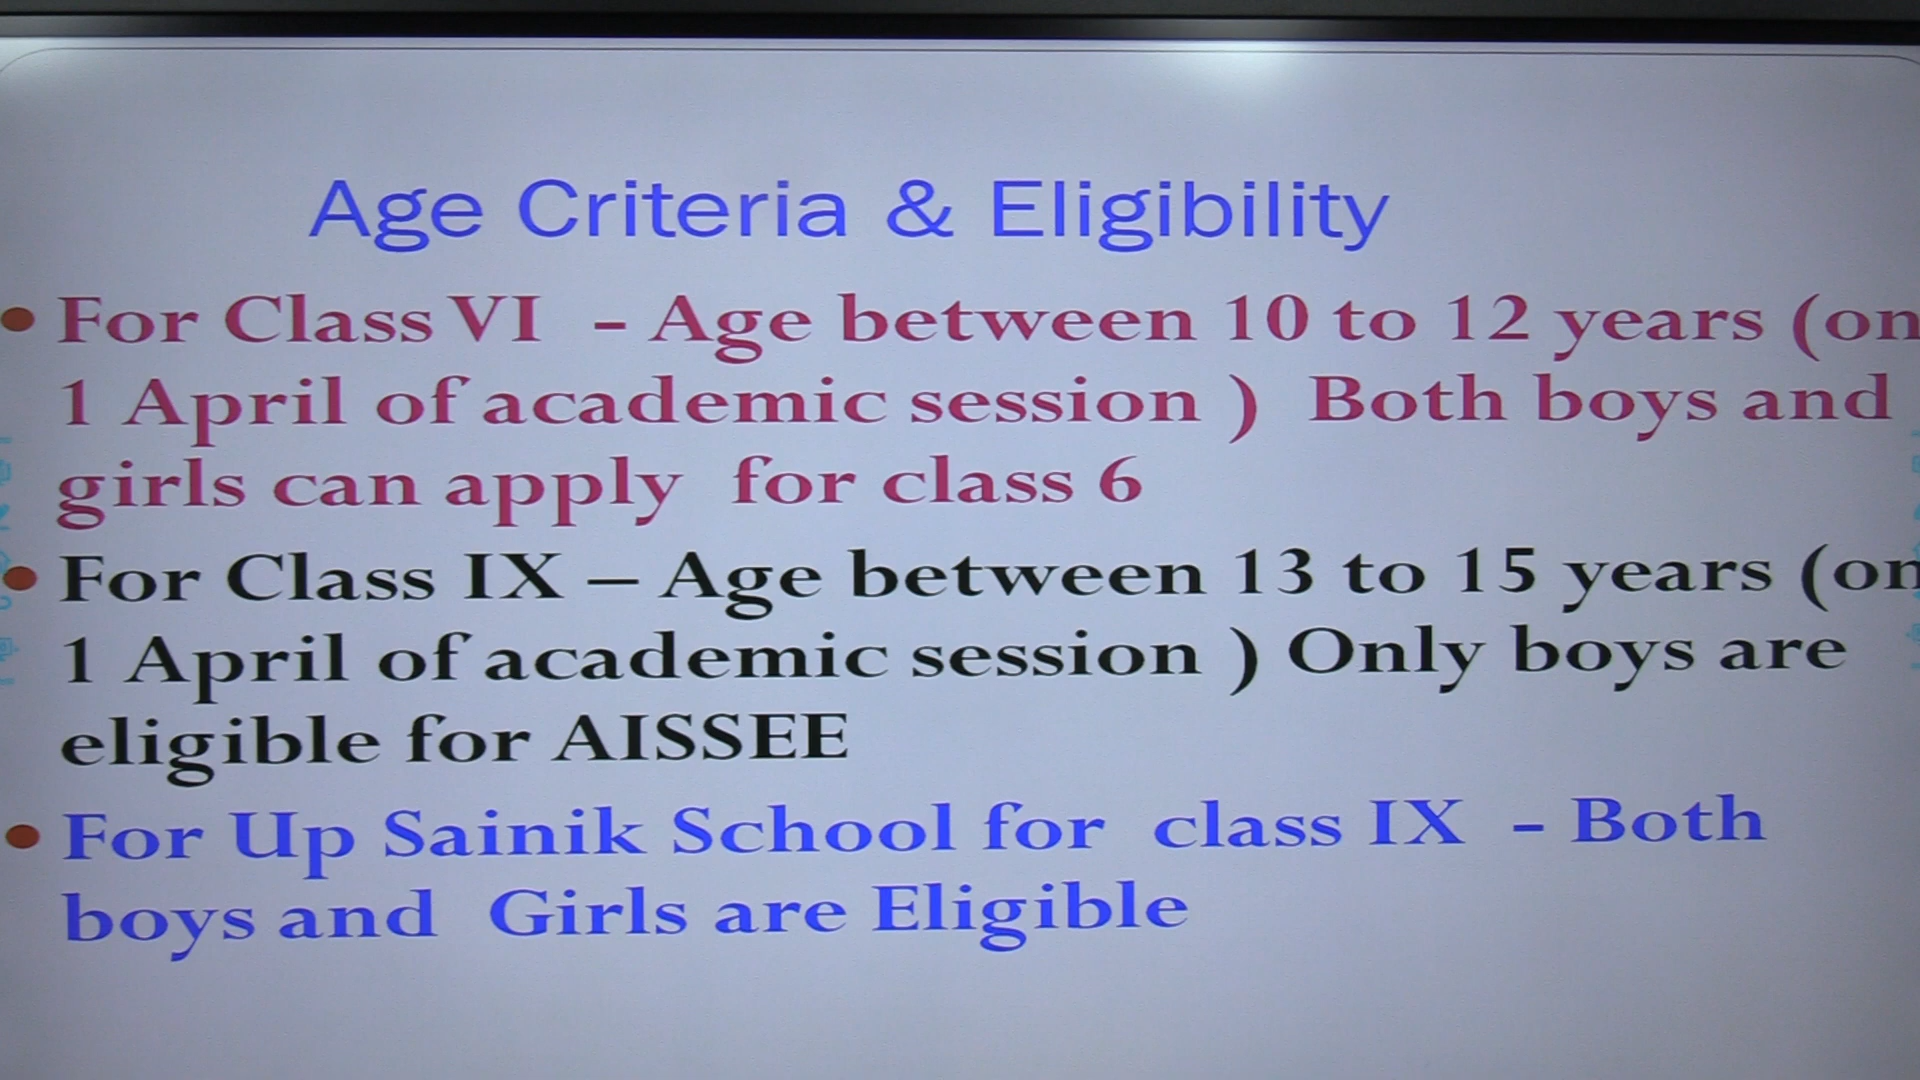 Age Criteria & Eligibility
• For Class VI - Age between 10 to 12 years (on
1 April of academic session ) Both boys and
girls can apply for class 6
• For Class IX – Age between 13 to 15 years (on
1 April of academic session ) Only boys are
eligible for AISSEE
• For Up Sainik School for class IX - Both
boys and Girls are Eligible